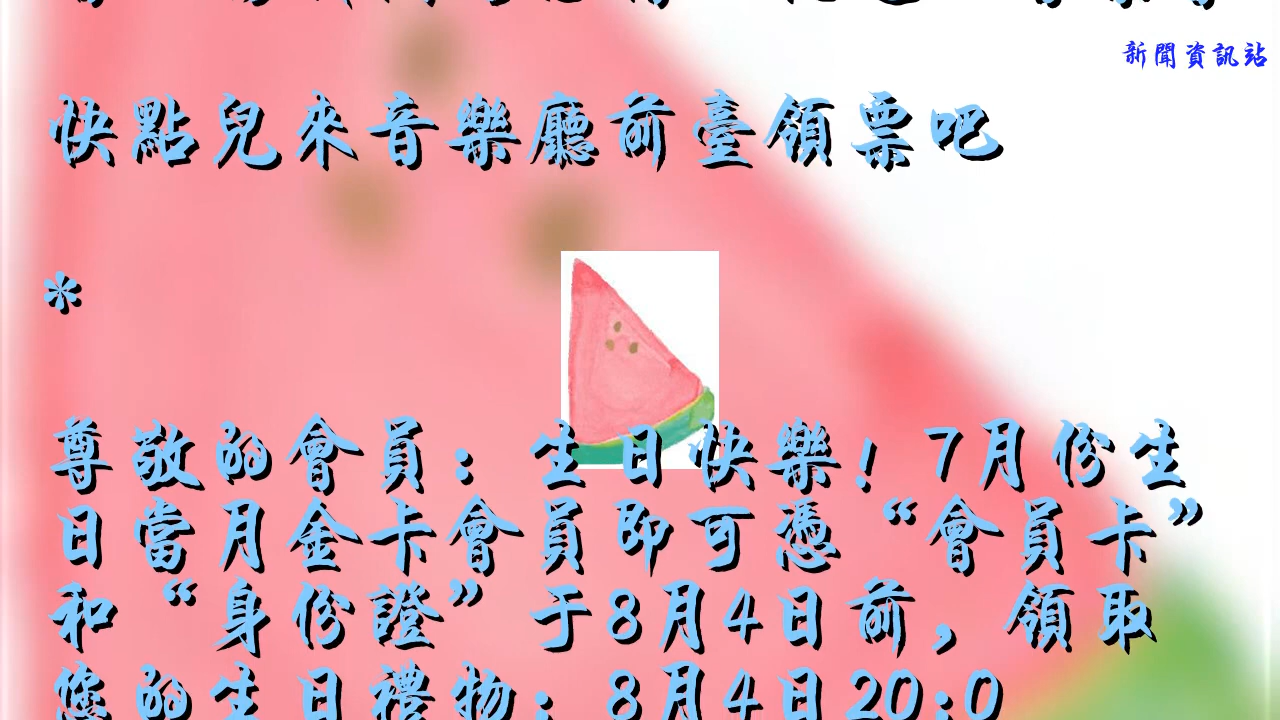 新聞資訊站
快點兒來音樂廳前臺領票吧
*
尊敬的會員：生日快樂！7月份生
日當月金卡會員即可憑“會員卡”
和“身份證”于8月4日前，領取
您的生日禮物：8月4日20:0